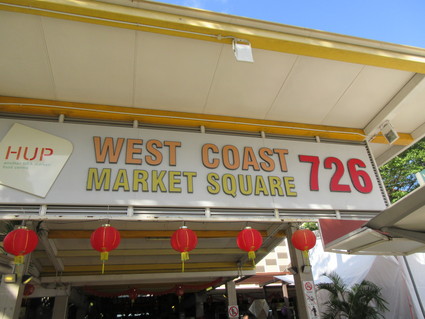 HUP
WEST COAST
MARKET SQUARE
726